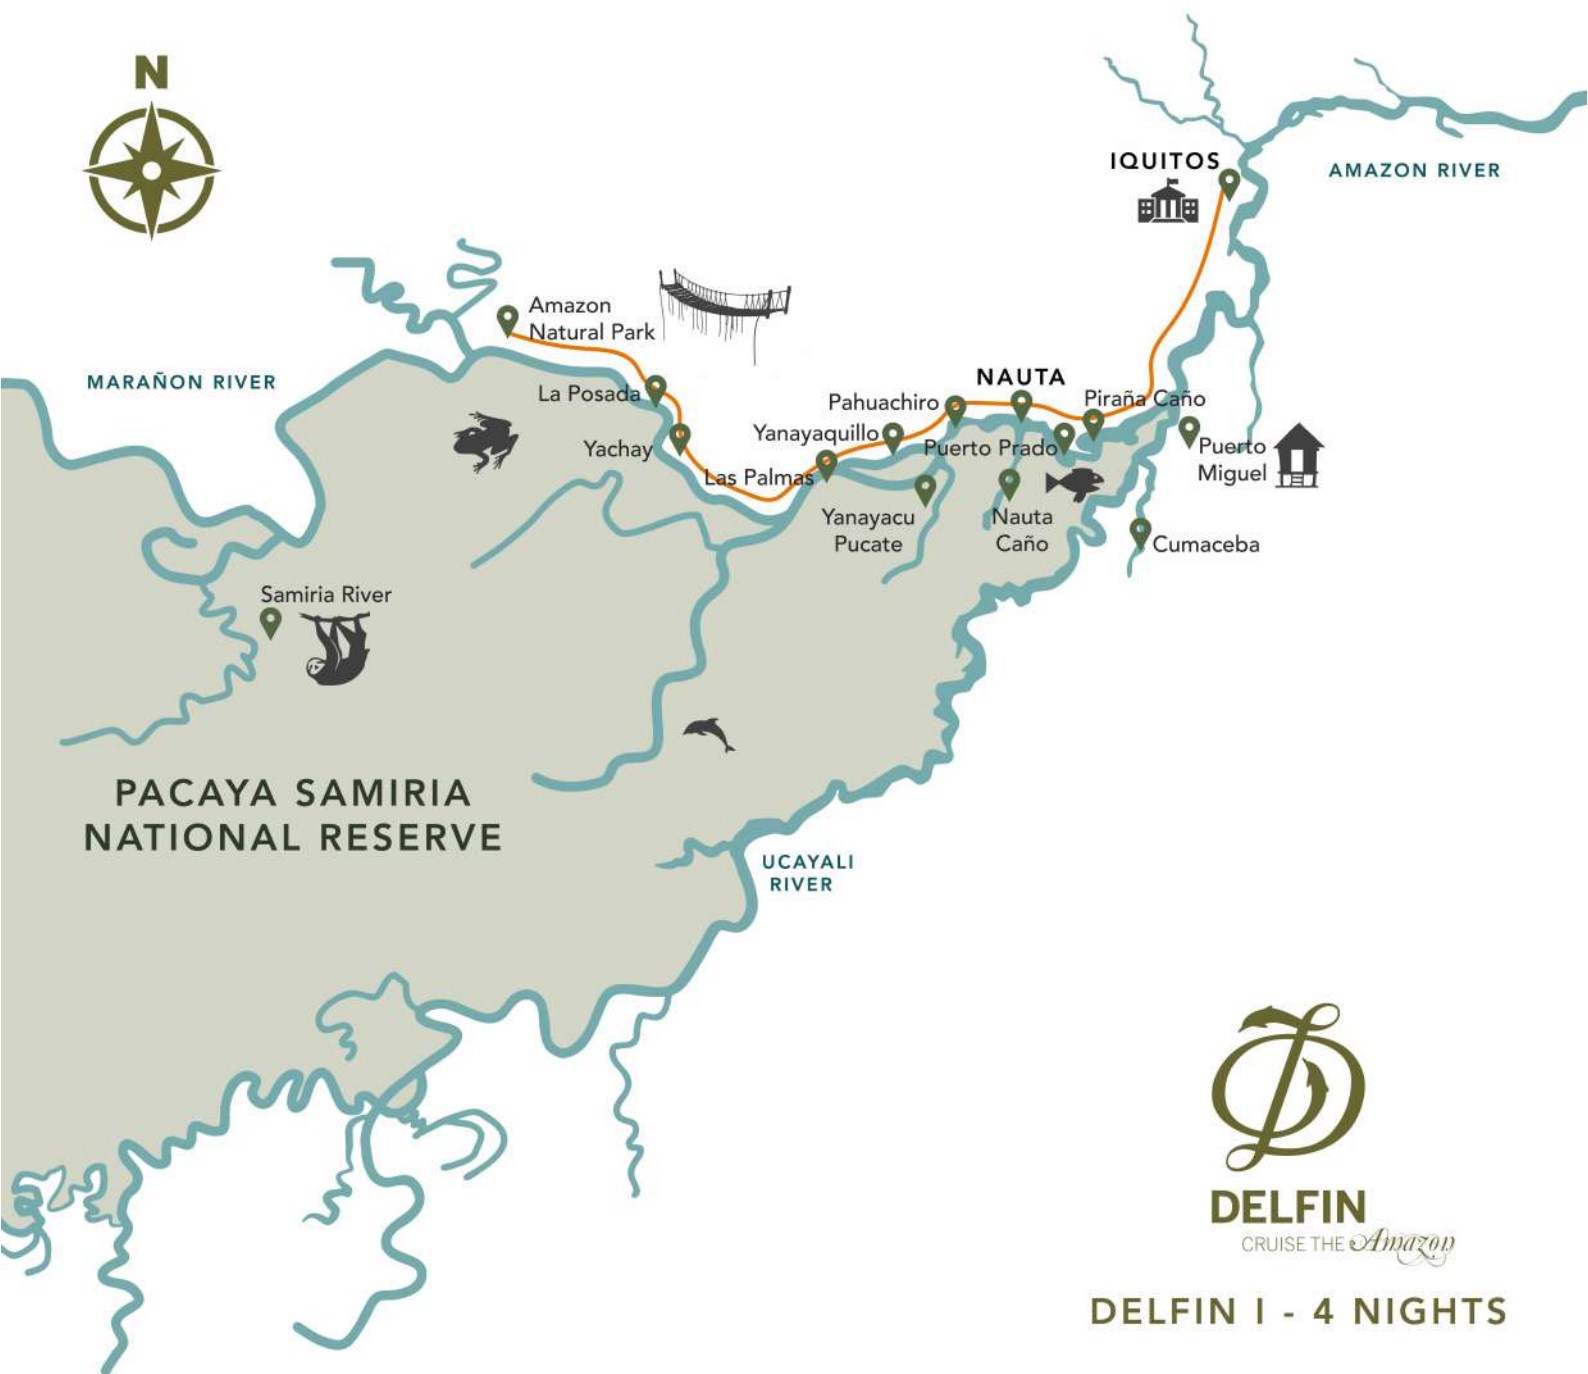 N
IQUITOS
AMAZON RIVER
Amazon
Natural Park
MARAÑON RIVER
La Posada
NAUTA
Pahuachiro
Piraña Caño
Yachay
Yanayaquillo
Puerto Prado
Puerto
Miguel
Las Palmas
Yanayacu
Pucate
Nauta
Caño
Cumaceba
Samiria River
PACAYA SAMIRIA
NATIONAL RESERVE
UCAYALI
RIVER
DELFIN
CRUISE THE Amazon
DELFIN I - 4 NIGHTS